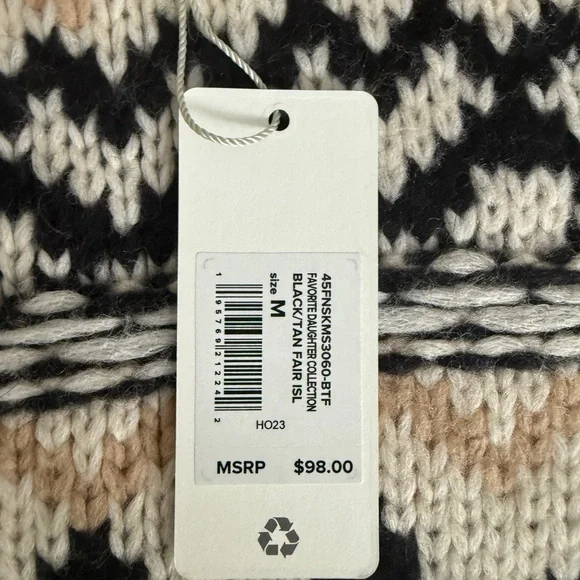 45FNSKMS3060-BTF
FAVORITE DAUGHTER COLLECTION
BLACK/TAN FAIR ISL
size M
1 95769 21224 2
HO23
MSRP $98.00